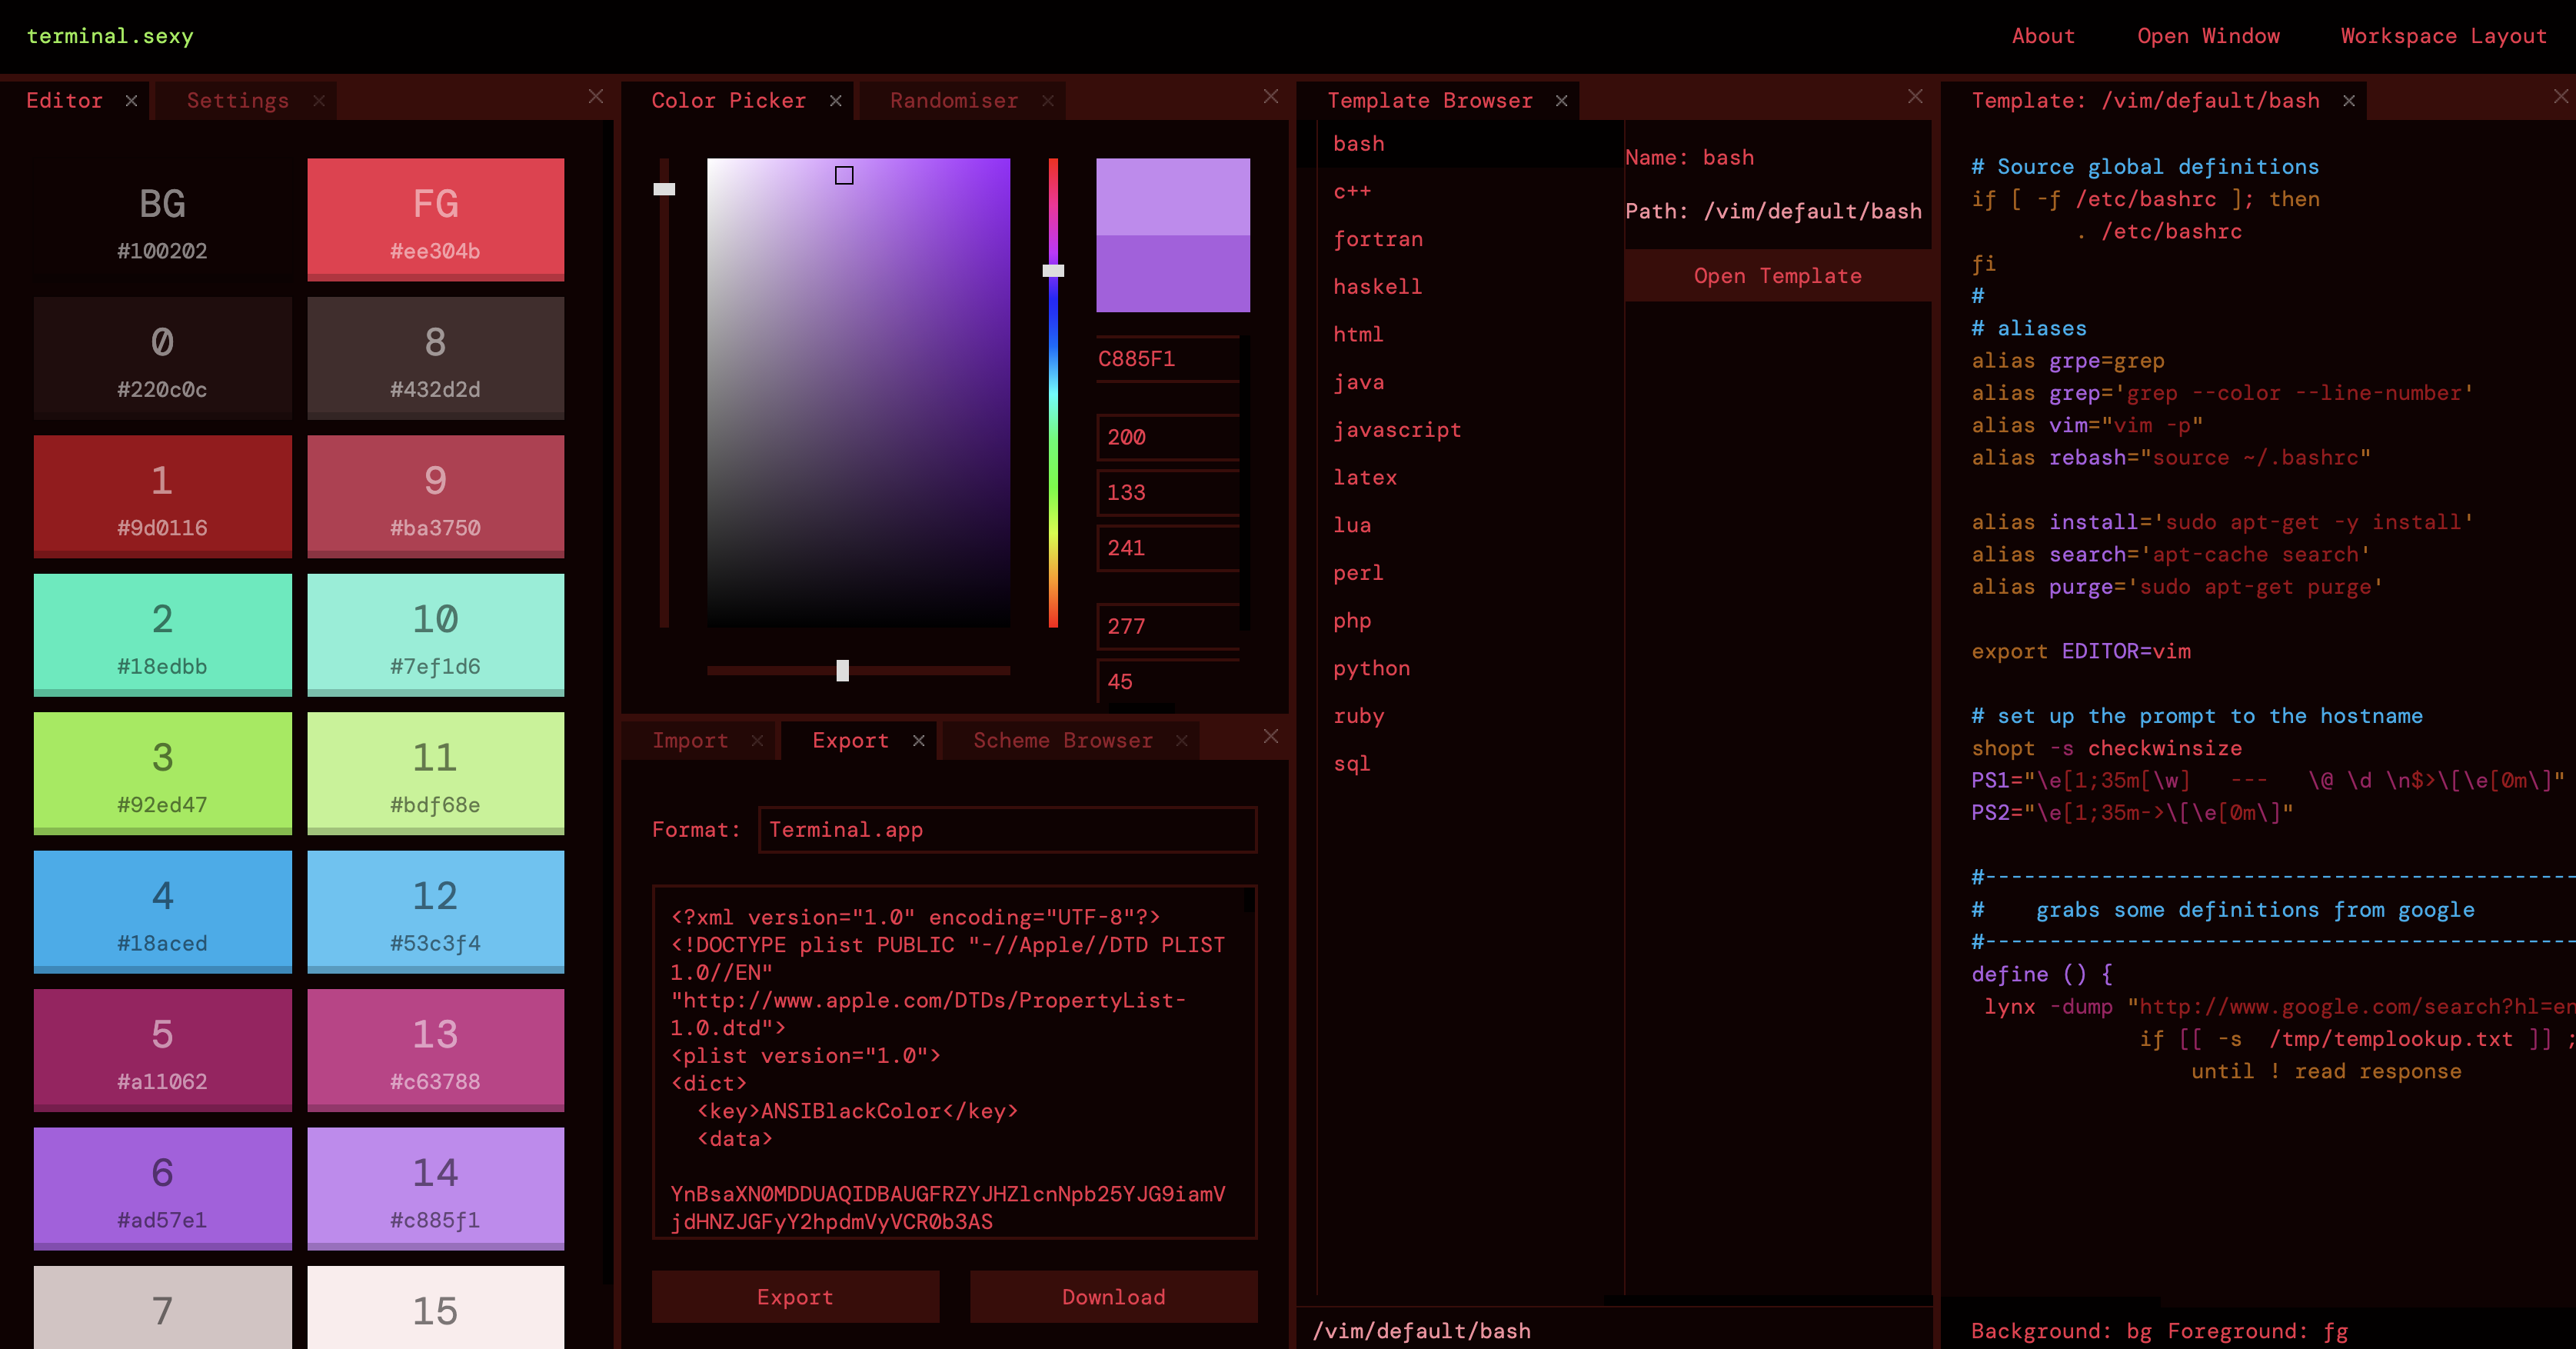 terminal.sexy
About
Open Window
Workspace Layout
Editor
Settings
BG
#100202
FG
#ee304b
0
#220c0c
8
#432d2d
1
#9d0116
9
#ba3750
2
#18edbb
10
#7ef1d6
3
#92ed47
11
#bdf68e
4
#18aced
12
#53c3f4
5
#a11062
13
#c63788
6
#ad57e1
14
#c885f1
7
15
Color Picker
Randomiser
C885F1
200
133
241
277
45
Import
Export
Scheme Browser
Format:
Terminal.app
<?xml version="1.0" encoding="UTF-8"?>
<!DOCTYPE plist PUBLIC "-//Apple//DTD PLIST
1.0//EN"
"http://www.apple.com/DTDs/PropertyList-
1.0.dtd">
<plist version="1.0">
<dict>
  <key>ANSIBlackColor</key>
  <data>
YnBsaXN0MDDUAQIDBAUGFRZYJHZlcnNpb25YJG9iamV
jdHNZJGFyY2hpdmVyVCR0b3AS
Export
Download
Template Browser
bash
c++
fortran
haskell
html
java
javascript
latex
lua
perl
php
python
ruby
sql
Name: bash
Path: /vim/default/bash
Open Template
/vim/default/bash
Template: /vim/default/bash
# Source global definitions
if [ -f /etc/bashrc ]; then
        . /etc/bashrc
fi
#
# aliases
alias grpe=grep
alias grep='grep --color --line-number'
alias vim="vim -p"
alias rebash="source ~/.bashrc"
alias install='sudo apt-get -y install'
alias search='apt-cache search'
alias purge='sudo apt-get purge'
export EDITOR=vim
# set up the prompt to the hostname
shopt -s checkwinsize
PS1="\e[1;35m[\w]   ---   \@ \d \n$>\[\e[0m\]"
PS2="\e[1;35m->\[\e[0m\]"
#----------------------------------------------
#    grabs some definitions from google
#----------------------------------------------
define () {
 lynx -dump "http://www.google.com/search?hl=en
             if [[ -s  /tmp/templookup.txt ]] ;
                 until ! read response
Background: bg Foreground: fg